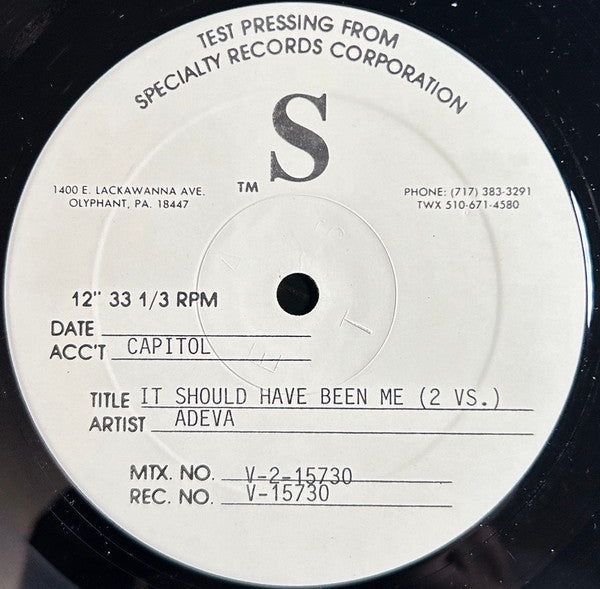 TEST PRESSING FROM
SPECIALTY RECORDS CORPORATION
S
TM
1400 E. LACKAWANNA AVE.
OLYPHANT, PA. 18447
PHONE: (717) 383-3291
TWX 510-671-4580
12" 33 1/3 RPM
DATE
ACC'T CAPITOL
TITLE IT SHOULD HAVE BEEN ME (2 VS.)
ARTIST ADEVA
MTX. NO. V-2-15730
REC. NO. V-15730